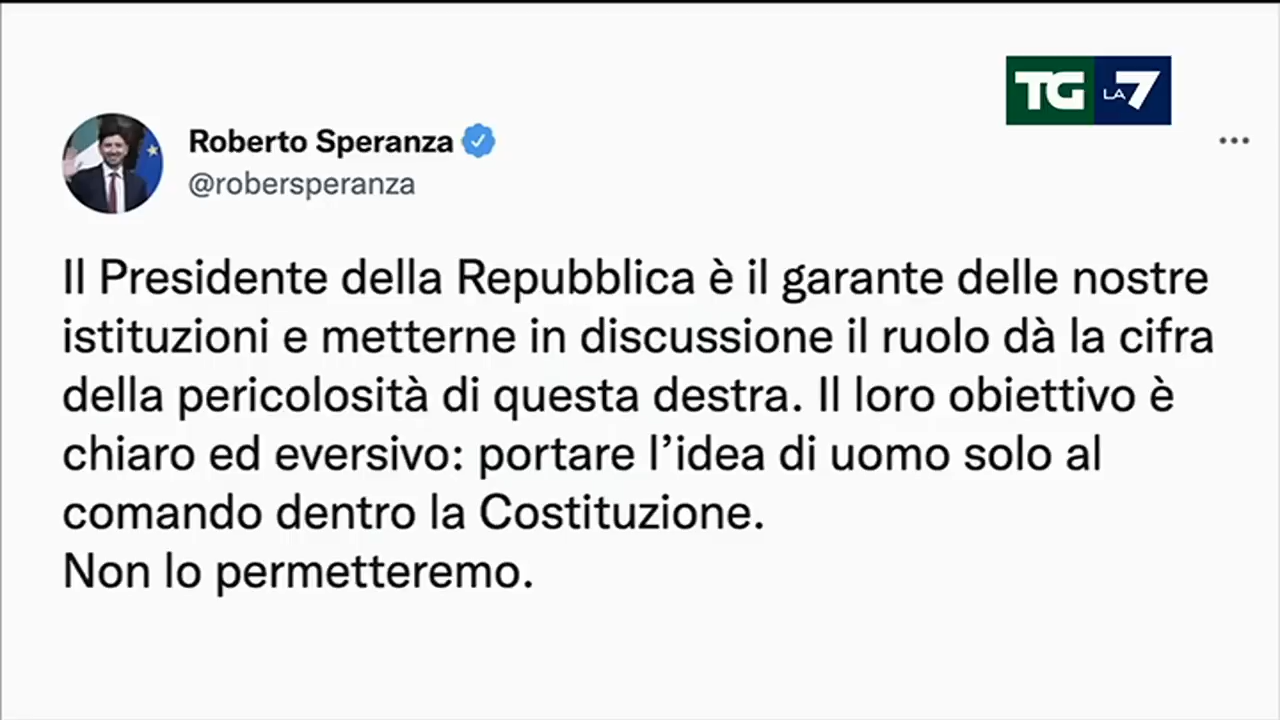 TG LA 7
Roberto Speranza
@robersperanza
Il Presidente della Repubblica è il garante delle nostre
istituzioni e metterne in discussione il ruolo dà la cifra
della pericolosità di questa destra. Il loro obiettivo è
chiaro ed eversivo: portare l’idea di uomo solo al
comando dentro la Costituzione.
Non lo permetteremo.